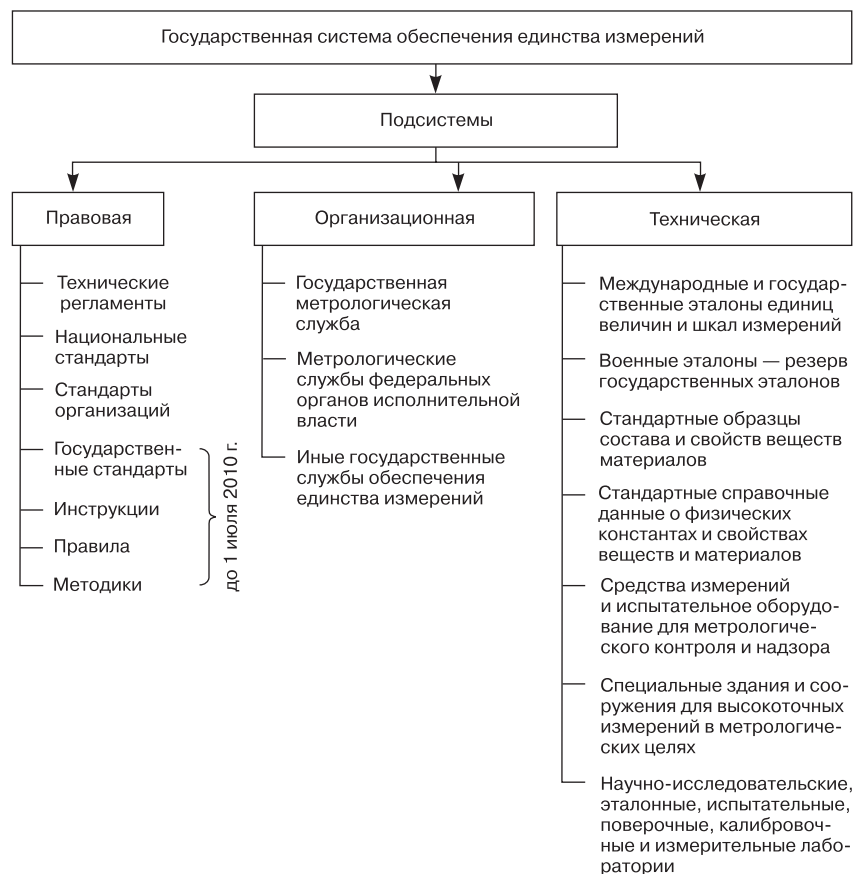 Государственная система обеспечения единства измерений
Подсистемы
Правовая
Технические
регламенты
Национальные
стандарты
Стандарты
организаций
Государствен-
ные стандарты
Инструкции
Правила
Методики
до 1 июля 2010 г.
Организационная
Государственная
метрологическая
служба
Метрологические
службы федеральных
органов исполнительной
власти
Иные государственные
службы обеспечения
единства измерений
Техническая
Международные и государ-
ственные эталоны единиц
величин и шкал измерений
Военные эталоны — резерв
государственных эталонов
Стандартные образцы
состава и свойств веществ
материалов
Стандартные справочные
данные о физических
константах и свойствах
веществ и материалов
Средства измерений
и испытательное оборудо-
вание для метрологиче-
ского контроля и надзора
Специальные здания и соо-
ружения для высокоточных
измерений в метрологиче-
ских целях
Научно-исследовательские,
эталонные, испытательные,
поверочные, калибровоч-
ные и измерительные лабо-
ратории